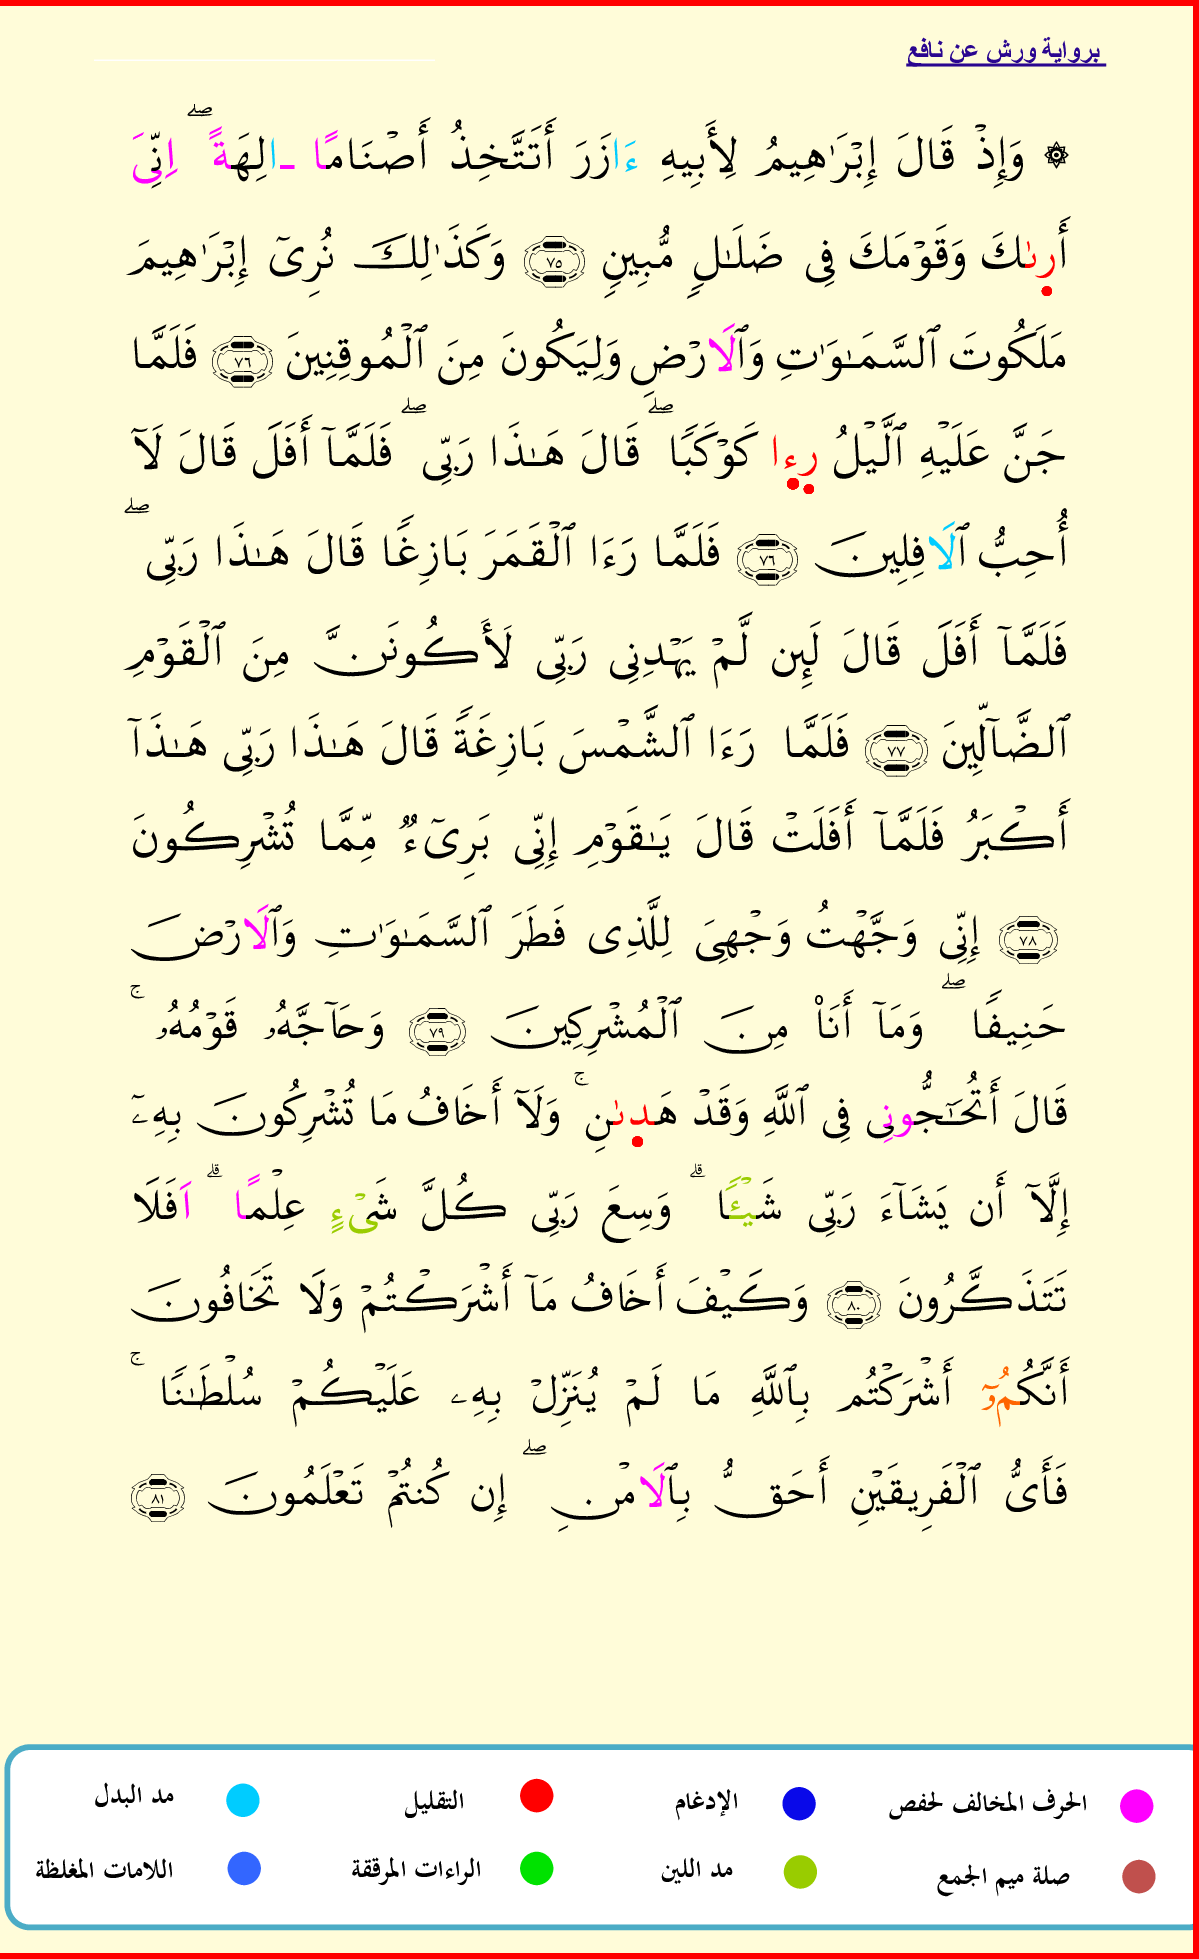 برواية ورش عن نافع
۞ وَإِذْ قَالَ إِبْرَٰهِيمُ لِأَبِيهِ ءَازَرَ أَتَتَّخِذُ أَصْنَامًا ـالِهَةً ۖ اِنِّىَ
أَرىٰكَ وَقَوْمَكَ فِى ضَلَٰلٍ مُّبِينٍ ٧٥ وَكَذَٰلِكَ نُرِىٓ إِبْرَٰهِيمَ
مَلَكُوتَ ٱلسَّمَٰوَٰتِ وَٱلَارْضِ وَلِيَكُونَ مِنَ ٱلْمُوقِنِينَ ٧٦ فَلَمَّا
جَنَّ عَلَيْهِ ٱلَّيْلُ رِءا كَوْكَبًا ۖ قَالَ هَٰذَا رَبِّى ۖ فَلَمَّآ أَفَلَ قَالَ لَآ
أُحِبُّ ٱلَافِلِينَ ٧٦ فَلَمَّا رَءَا ٱلْقَمَرَ بَازِغًا قَالَ هَٰذَا رَبِّى ۖ
فَلَمَّآ أَفَلَ قَالَ لَئِن لَّمْ يَهْدِنِى رَبِّى لَأَكُونَنَّ مِنَ ٱلْقَوْمِ
ٱلضَّآلِّينَ ٧٧ فَلَمَّا رَءَا ٱلشَّمْسَ بَازِغَةً قَالَ هَٰذَا رَبِّى هَٰذَآ
أَكْبَرُ فَلَمَّآ أَفَلَتْ قَالَ يَٰقَوْمِ إِنِّى بَرِىٓءٌ مِّمَّا تُشْرِكُونَ
٧٨ إِنِّى وَجَّهْتُ وَجْهِىَ لِلَّذِى فَطَرَ ٱلسَّمَٰوَٰتِ وَٱلَارْضَ
حَنِيفًا ۖ وَمَآ أَنَا۠ مِنَ ٱلْمُشْرِكِينَ ٧٩ وَحَآجَّهُۥ قَوْمُهُۥ ۚ
قَالَ أَتُحَٰٓجُّونِى فِى ٱللَّهِ وَقَدْ هَدىٰنِ ۚ وَلَآ أَخَافُ مَا تُشْرِكُونَ بِهِۦٓ
إِلَّآ أَن يَشَآءَ رَبِّى شَيْـًٔا ۗ وَسِعَ رَبِّى كُلَّ شَىْءٍ عِلْمًا ۗ اَفَلَا
تَتَذَكَّرُونَ ٨٠ وَكَيْفَ أَخَافُ مَآ أَشْرَكْتُمْ وَلَا تَخَافُونَ
أَنَّكُمُۥٓ أَشْرَكْتُم بِٱللَّهِ مَا لَمْ يُنَزِّلْ بِهِۦ عَلَيْكُمْ سُلْطَٰنًا ۚ
فَأَىُّ ٱلْفَرِيقَيْنِ أَحَقُّ بِٱلَامْنِ ۖ إِن كُنتُمْ تَعْلَمُونَ ٨١
الحرف المخالف لحفص الإدغام التقليل مد البدل
صلة ميم الجمع مد اللين الراءات المرققة اللامات المغلظة